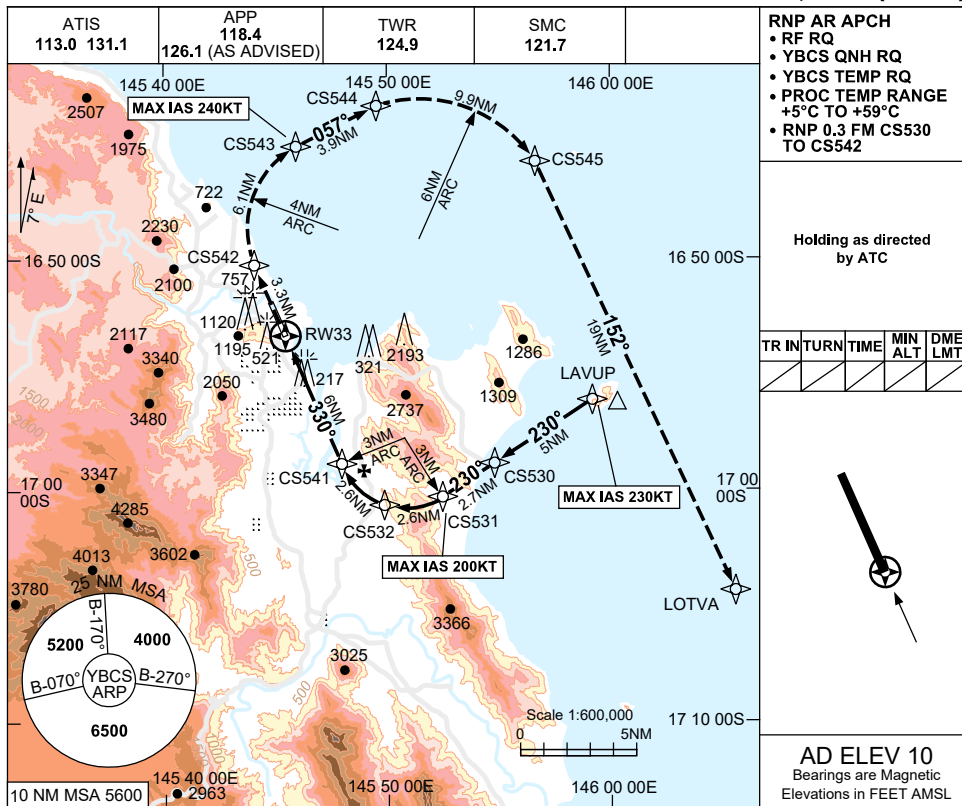 ATIS
113.0 131.1
APP
118.4
126.1 (AS ADVISED)
TWR
124.9
SMC
121.7
RNP AR APCH
• RF RQ
• YBCS QNH RQ
• YBCS TEMP RQ
• PROC TEMP RANGE
+5°C TO +59°C
• RNP 0.3 FM CS530
TO CS542
Holding as directed
by ATC
TR IN TURN TIME MIN ALT DME LMT
145 40 00E
145 50 00E
146 00 00E
MAX IAS 240KT
CS544
9.9NM
2507
1975
CS543
057°
3.9NM
CS545
7° E
722
6.1NM
4NM
ARC
6NM
ARC
2230
16 50 00S
2100
CS542
757
3.3NM
16 50 00S
1120
1195
521
RW33
217
321
2193
1286
152°
19NM
2117
3340
3480
2050
2737
1309
LAVUP
1500
2000
330°
6NM
230°
5NM
3NM
ARC
3NM
ARC
CS541
230°
2.7NM
CS530
MAX IAS 230KT
17 00
00S
17 00
00S
3347
4285
2.6NM
CS532
2.6NM
CS531
500
3602
MAX IAS 200KT
4013
3780
25 NM MSA
LOTVA
3366
B-170°
5200
4000
B-070°
YBCS
ARP
B-270°
6500
3025
500
Scale 1:600,000
0
5NM
17 10 00S
10 NM MSA 5600
145 40 00E
2963
145 50 00E
146 00 00E
AD ELEV 10
Bearings are Magnetic
Elevations in FEET AMSL